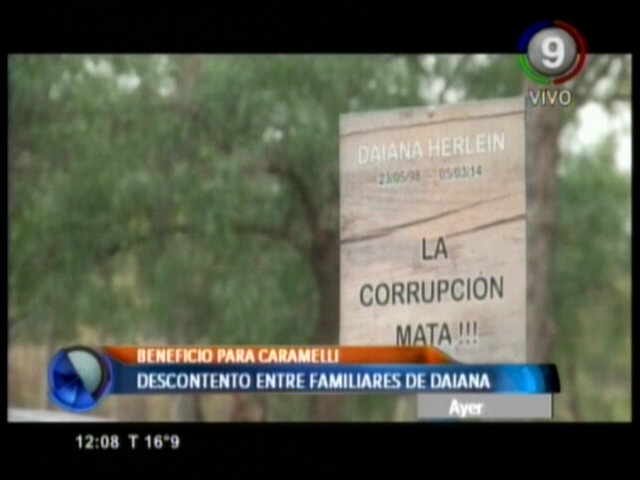 9
VIVO
DAIANA HERLEIN
23/05/98 - 05/03/14
LA
CORRUPCIÓN
MATA !!!
BENEFICIO PARA CARAMELLI
DESCONTENTO ENTRE FAMILIARES DE DAIANA
Ayer
12:08 T 16°9